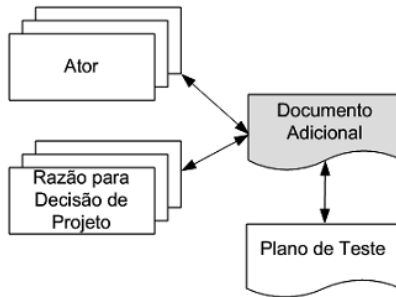 Ator
Documento
Adicional
Razão para
Decisão de
Projeto
Plano de Teste